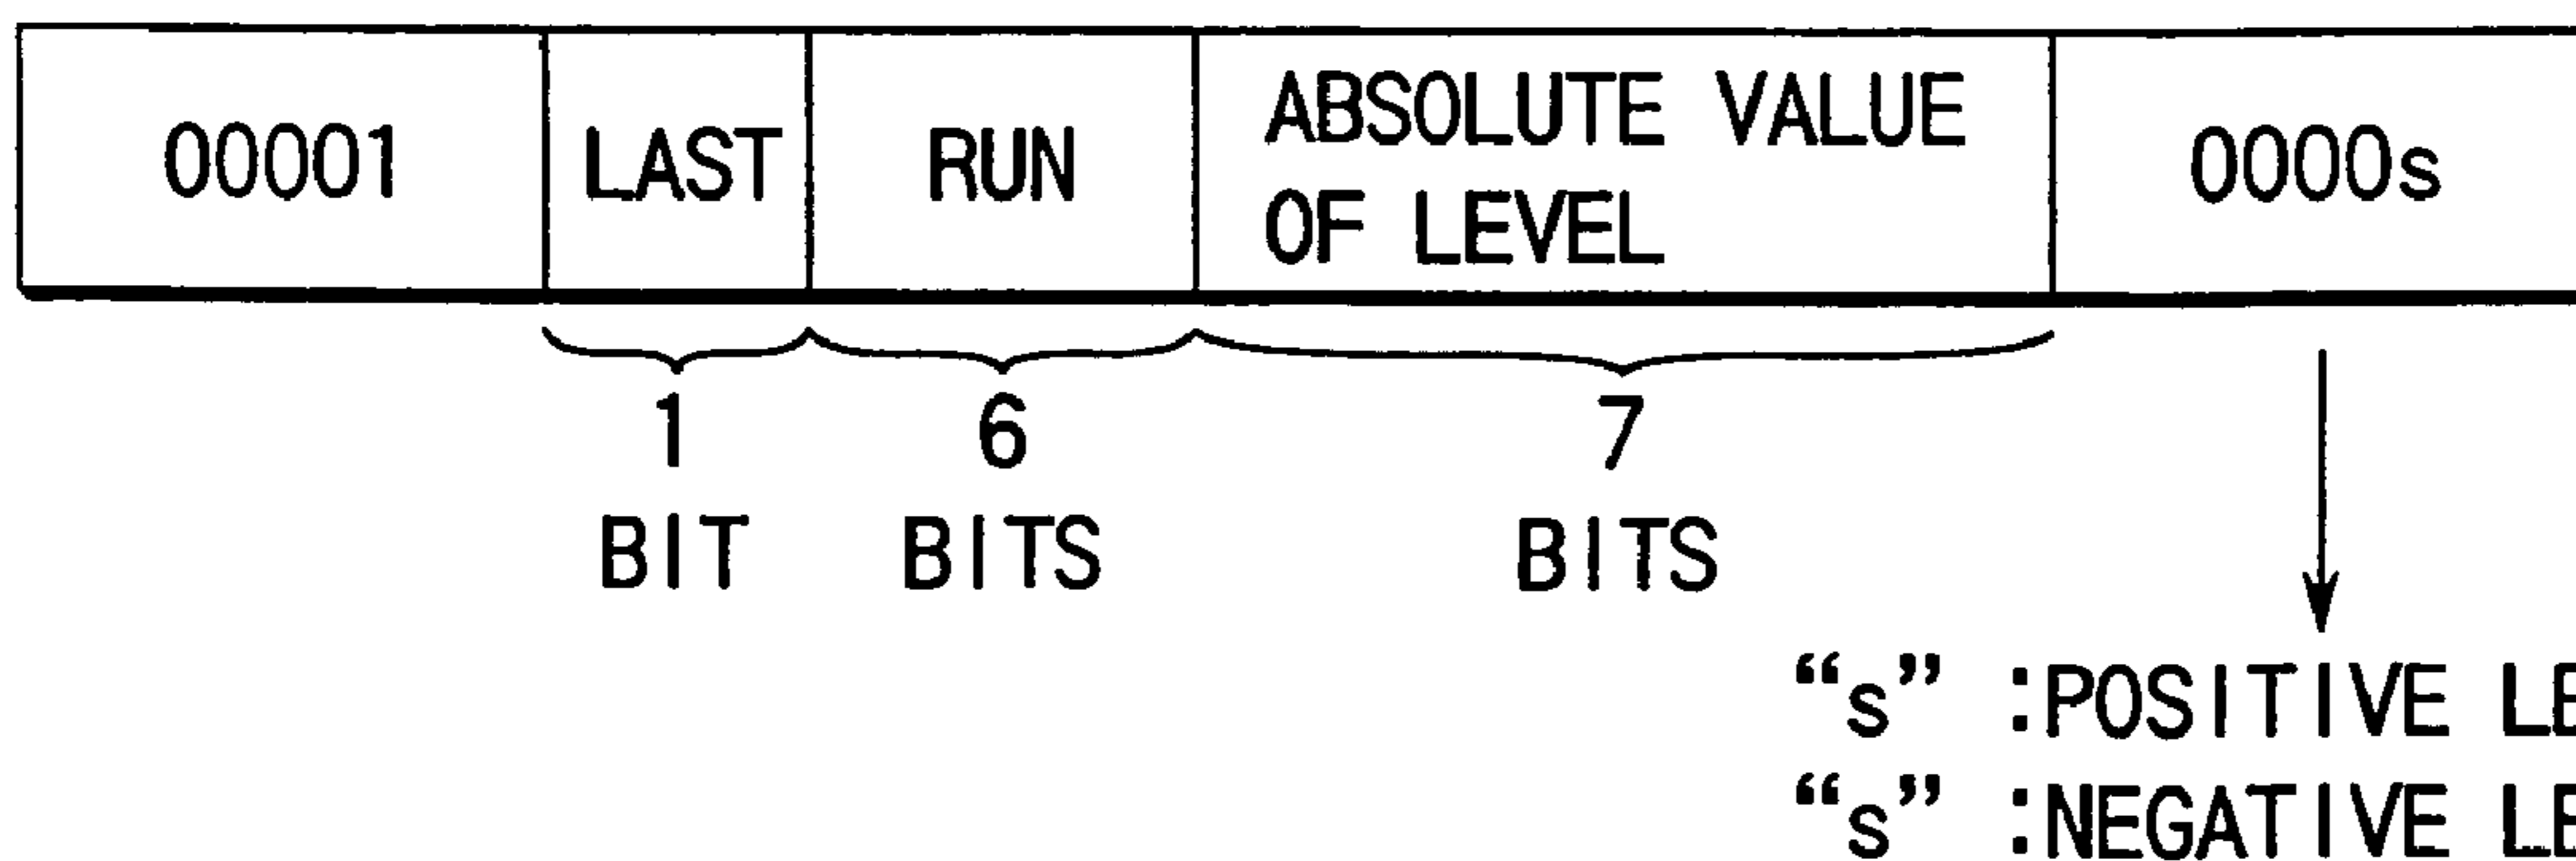 00001 LAST RUN ABSOLUTE VALUE
OF LEVEL 0000s
1 6 7
BIT BITS BITS
“s” :POSITIVE
“s” :NEGATIVE